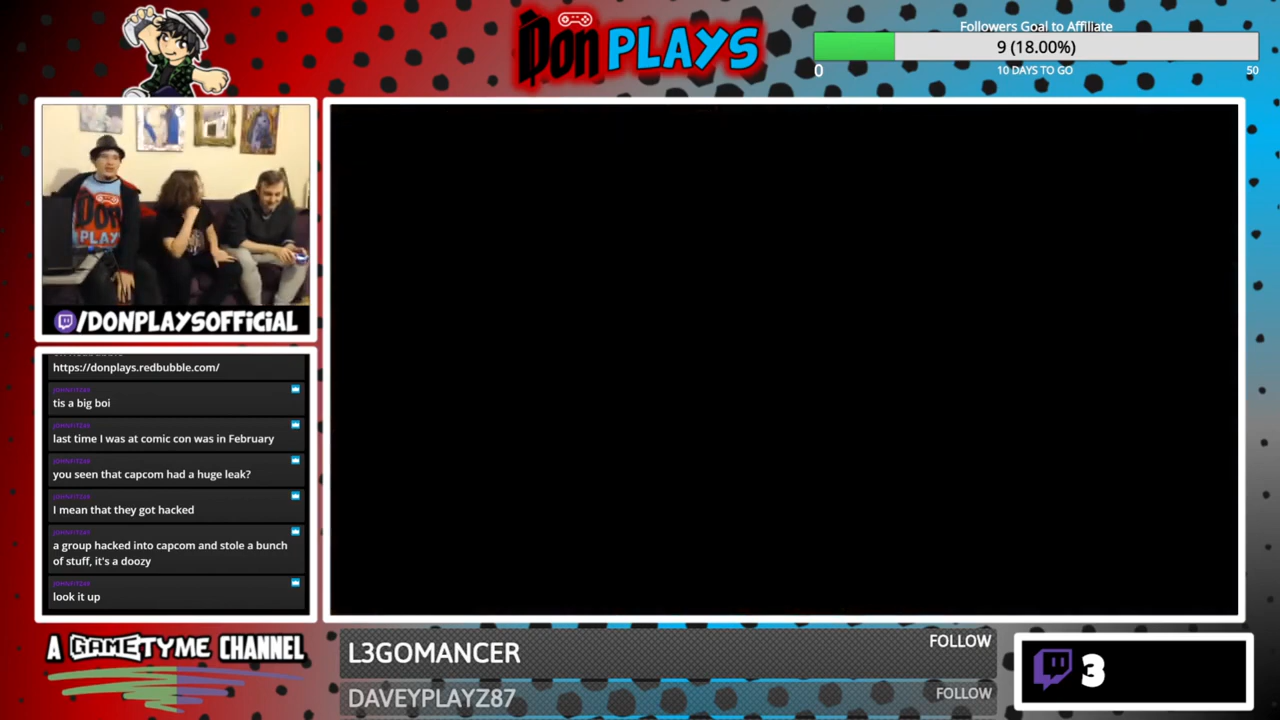 Don PLAYS
Followers Goal to Affiliate
9 (18.00%)
0
10 DAYS TO GO
50
DON
PLAY
/DONPLAYSOFFICIAL
https://donplays.redbubble.com/
tis a big boi
last time I was at comic con was in February
you seen that capcom had a huge leak?
I mean that they got hacked
a group hacked into capcom and stole a bunch
of stuff, it's a doozy
look it up
A GAMETYME CHANNEL
L3GOMANCER
FOLLOW
DAVEYPLAYZ87
FOLLOW
3